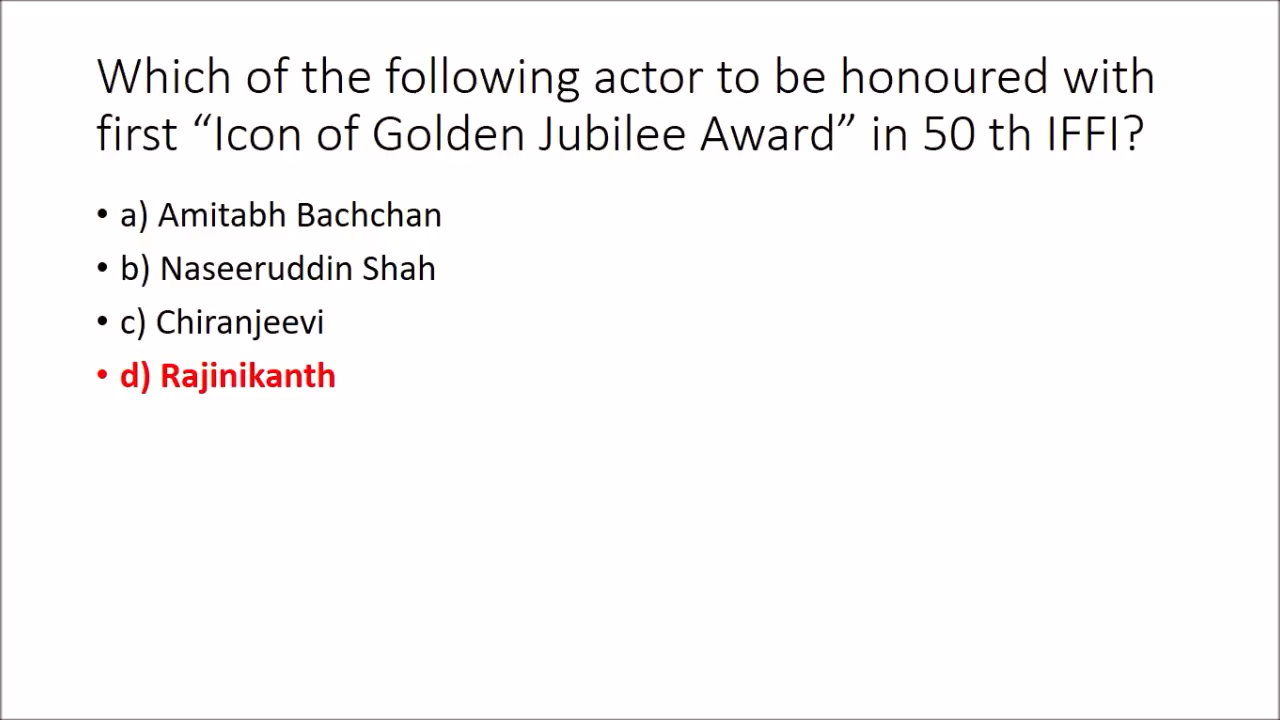 Which of the following actor to be honoured with
first “Icon of Golden Jubilee Award” in 50 th IFFI?
• a) Amitabh Bachchan
• b) Naseeruddin Shah
• c) Chiranjeevi
• d) Rajinikanth